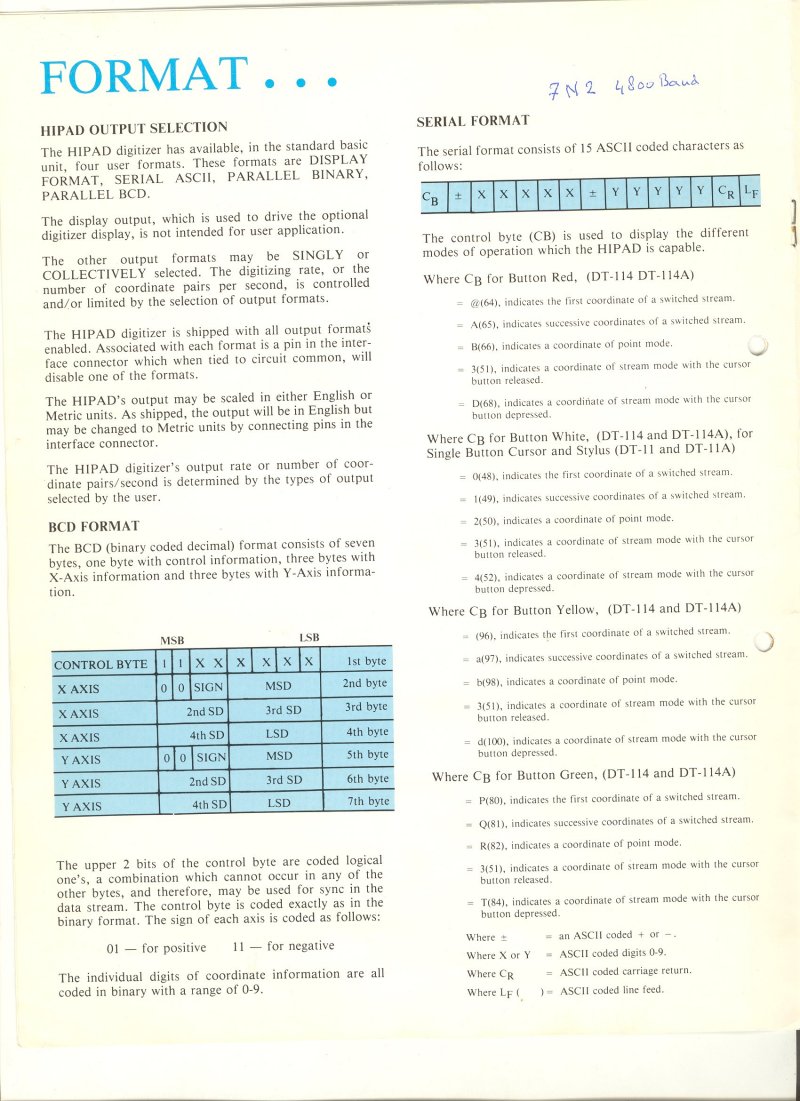 FORMAT . . .
HIPAD OUTPUT SELECTION
The HIPAD digitizer has available, in the standard basic
unit, four user formats. These formats are DISPLAY
FORMAT, SERIAL ASCII, PARALLEL BINARY,
PARALLEL BCD.
The display output, which is used to drive the optional
digitizer display, is not intended for user application.
The other output formats may be SINGLY or
COLLECTIVELY selected. The digitizing rate, or the
number of coordinate pairs per second, is controlled
and/or limited by the selection of output formats.
The HIPAD digitizer is shipped with all output formats
enabled. Associated with each format is a pin in the inter-
face connector which when tied to circuit common, will
disable one of the formats.
The HIPAD's output may be scaled in either English or
Metric units. As shipped, the output will be in English but
may be changed to Metric units by connecting pins in the
interface connector.
The HIPAD digitizer's output rate or number of coor-
dinate pairs/second is determined by the types of output
selected by the user.
BCD FORMAT
The BCD (binary coded decimal) format consists of seven
bytes, one byte with control information, three bytes with
X-Axis information and three bytes with Y-Axis informa-
tion.
MSB LSB
CONTROL BYTE 1 1 X X X X X X 1st byte
X AXIS 0 0 SIGN MSD 2nd byte
X AXIS 2nd SD 3rd SD 3rd byte
X AXIS 4th SD LSD 4th byte
Y AXIS 0 0 SIGN MSD 5th byte
Y AXIS 2nd SD 3rd SD 6th byte
Y AXIS 4th SD LSD 7th byte
The upper 2 bits of the control byte are coded logical
one's, a combination which cannot occur in any of the
other bytes, and therefore, may be used for sync in the
data stream. The control byte is coded exactly as in the
binary format. The sign of each axis is coded as follows:
01 — for positive 11 — for negative
The individual digits of coordinate information are all
coded in binary with a range of 0-9.
7N2 4800 Baud
SERIAL FORMAT
The serial format consists of 15 ASCII coded characters as
follows:
CB ± X X X X X ± Y Y Y Y Y CR LF
The control byte (CB) is used to display the different
modes of operation which the HIPAD is capable.
Where CB for Button Red, (DT-114 DT-114A)
= @(64), indicates the first coordinate of a switched stream.
= A(65), indicates successive coordinates of a switched stream.
= B(66), indicates a coordinate of point mode.
= 3(51), indicates a coordinate of stream mode with the cursor
button released.
= D(68), indicates a coordinate of stream mode with the cursor
button depressed.
Where CB for Button White, (DT-114 and DT-114A), for
Single Button Cursor and Stylus (DT-11 and DT-11A)
= 0(48), indicates the first coordinate of a switched stream.
= 1(49), indicates successive coordinates of a switched stream.
= 2(50), indicates a coordinate of point mode.
= 3(51), indicates a coordinate of stream mode with the cursor
button released.
= 4(52), indicates a coordinate of stream mode with the cursor
button depressed.
Where CB for Button Yellow, (DT-114 and DT-114A)
= (96), indicates the first coordinate of a switched stream.
= a(97), indicates successive coordinates of a switched stream.
= b(98), indicates a coordinate of point mode.
= 3(51), indicates a coordinate of stream mode with the cursor
button released.
= d(100), indicates a coordinate of stream mode with the cursor
button depressed.
Where CB for Button Green, (DT-114 and DT-114A)
= P(80), indicates the first coordinate of a switched stream.
= Q(81), indicates successive coordinates of a switched stream.
= R(82), indicates a coordinate of point mode.
= 3(51), indicates a coordinate of stream mode with the cursor
button released.
= T(84), indicates a coordinate of stream mode with the cursor
button depressed.
Where ± = an ASCII coded + or −.
Where X or Y = ASCII coded digits 0-9.
Where CR = ASCII coded carriage return.
Where LF ( ) = ASCII coded line feed.